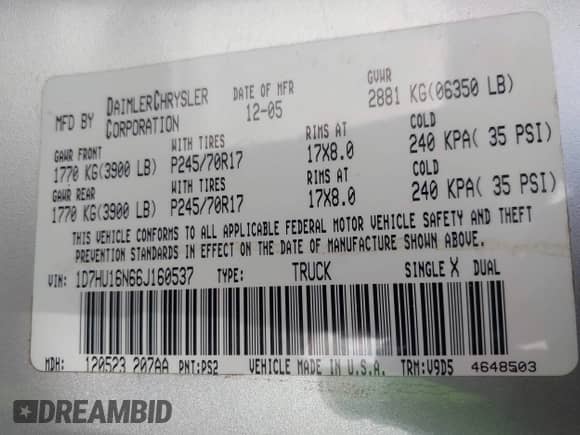 MFD BY DAIMLERCHRYSLER CORPORATION DATE OF MFR 12-05 GVWR 2881 KG(06350 LB)
GAWR FRONT WITH TIRES RIMS AT COLD
1770 KG(3900 LB) P245/70R17 17X8.0 240 KPA( 35 PSI)
GAWR REAR WITH TIRES RIMS AT COLD
1770 KG(3900 LB) P245/70R17 17X8.0 240 KPA( 35 PSI)
THIS VEHICLE CONFORMS TO ALL APPLICABLE FEDERAL MOTOR VEHICLE SAFETY AND THEFT
PREVENTION STANDARDS IN EFFECT ON THE DATE OF MANUFACTURE SHOWN ABOVE.
VIN: 1D7HU16N66J160537 TYPE: TRUCK SINGLE X DUAL
MDH: 120523 207AA PNT:PS2 VEHICLE MADE IN U.S.A. TRM:V9D5 4648503
DREAMBID